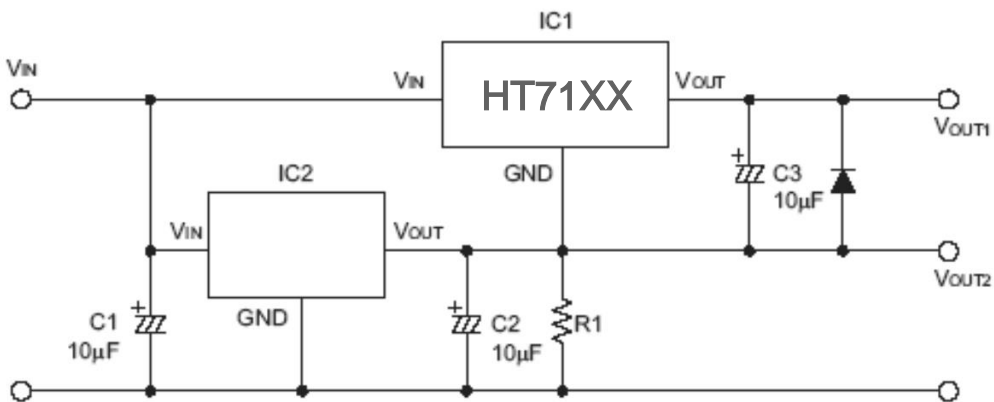 IC1
VIN
VIN
HT71XX
VOUT
VOUT1
GND
+
C3
10μF
IC2
VIN
VOUT
VOUT2
GND
+
C1
10μF
+
C2
10μF
R1